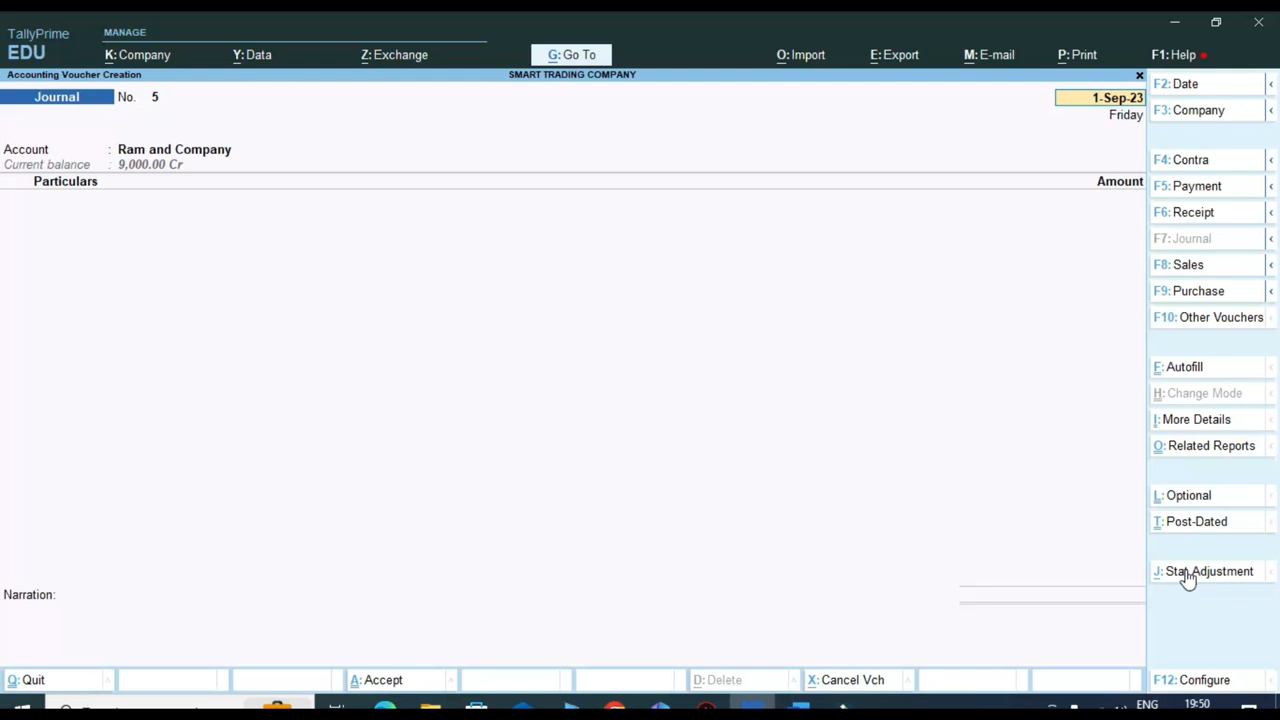 TallyPrime
EDU
MANAGE
K:Company
Y:Data
Z:Exchange
G:Go To
O:Import
E:Export
M:E-mail
P:Print
F1:Help
Accounting Voucher Creation
SMART TRADING COMPANY
Journal No. 5
1-Sep-23
Friday
Account : Ram and Company
Current balance : 9,000.00 Cr
Particulars
Amount
Narration:
F2:Date
F3:Company
F4:Contra
F5:Payment
F6:Receipt
F7:Journal
F8:Sales
F9:Purchase
F10:Other Vouchers
F:Autofill
H:Change Mode
I:More Details
O:Related Reports
L:Optional
T:Post-Dated
J:Stat Adjustment
Q:Quit
A:Accept
D:Delete
X:Cancel Vch
F12:Configure
ENG
19:50